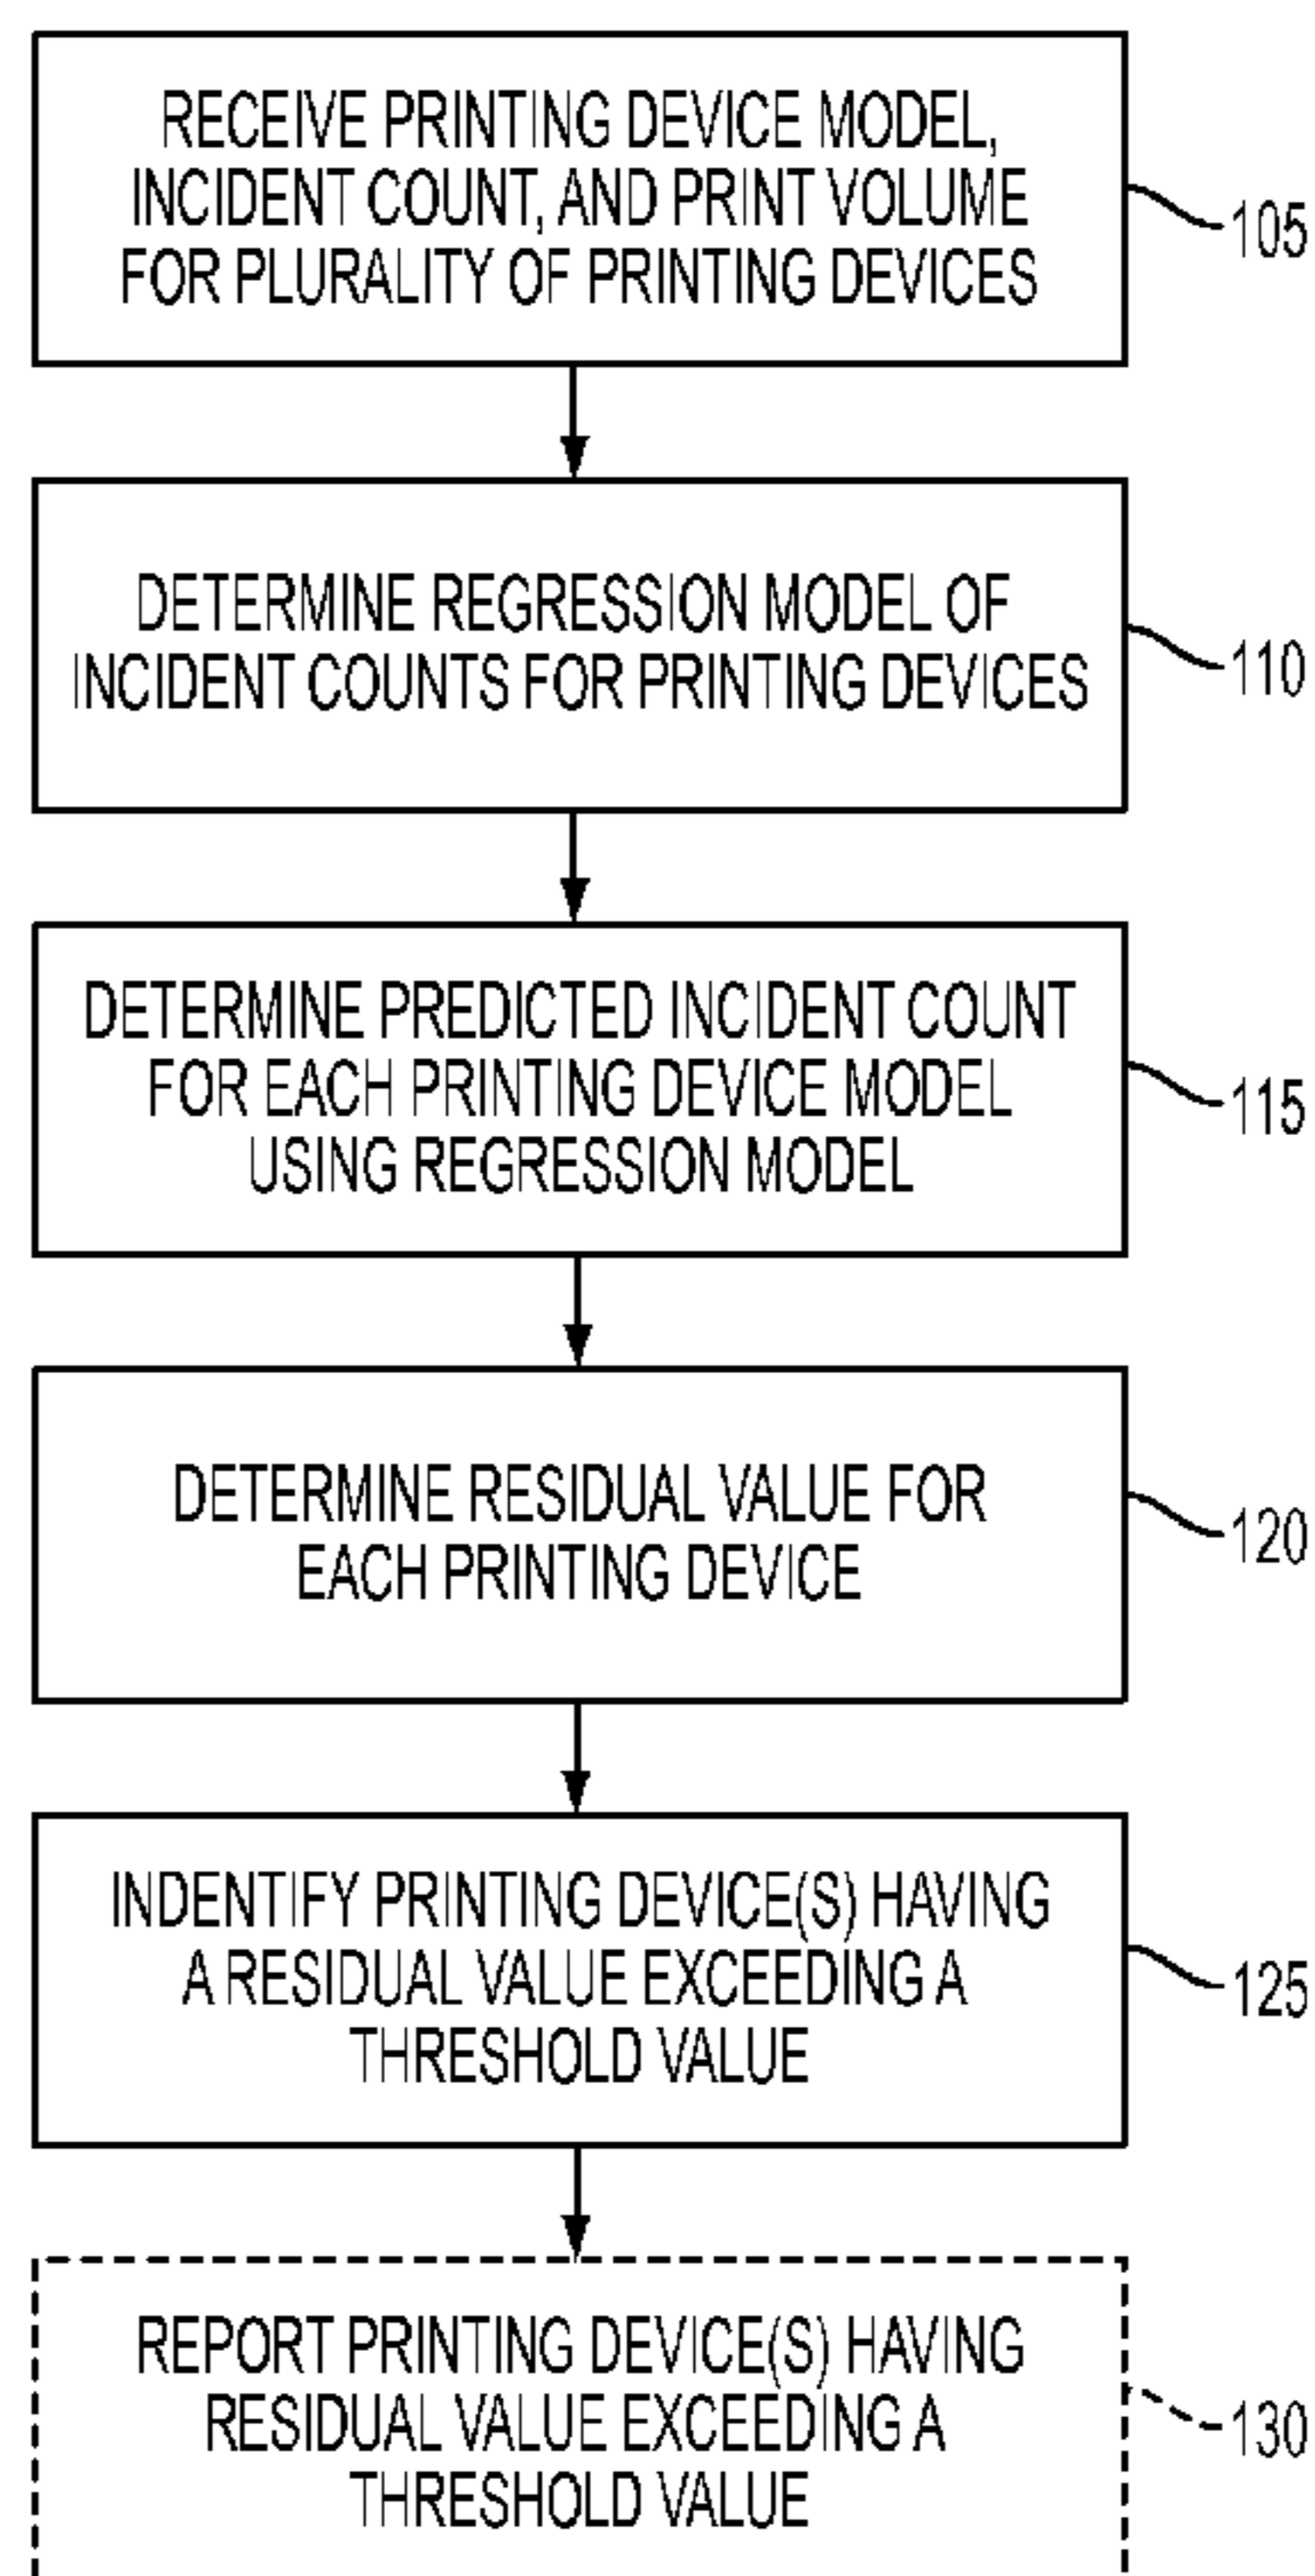 RECEIVE PRINTING DEVICE MODEL,
INCIDENT COUNT, AND PRINT VOLUME
FOR PLURALITY OF PRINTING DEVICES
105
DETERMINE REGRESSION MODEL OF
INCIDENT COUNTS FOR PRINTING DEVICES
110
DETERMINE PREDICTED INCIDENT COUNT
FOR EACH PRINTING DEVICE MODEL
USING REGRESSION MODEL
115
DETERMINE RESIDUAL VALUE FOR
EACH PRINTING DEVICE
120
INDENTIFY PRINTING DEVICE(S) HAVING
A RESIDUAL VALUE EXCEEDING A
THRESHOLD VALUE
125
REPORT PRINTING DEVICE(S) HAVING
RESIDUAL VALUE EXCEEDING A
THRESHOLD VALUE
130